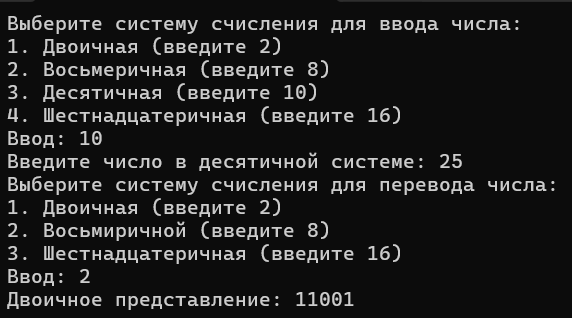 Выберите систему счисления для ввода числа:
1. Двоичная (введите 2)
2. Восьмеричная (введите 8)
3. Десятичная (введите 10)
4. Шестнадцатеричная (введите 16)
Ввод: 10
Введите число в десятичной системе: 25
Выберите систему счисления для перевода числа:
1. Двоичная (введите 2)
2. Восьмиричной (введите 8)
3. Шестнадцатеричная (введите 16)
Ввод: 2
Двоичное представление: 11001